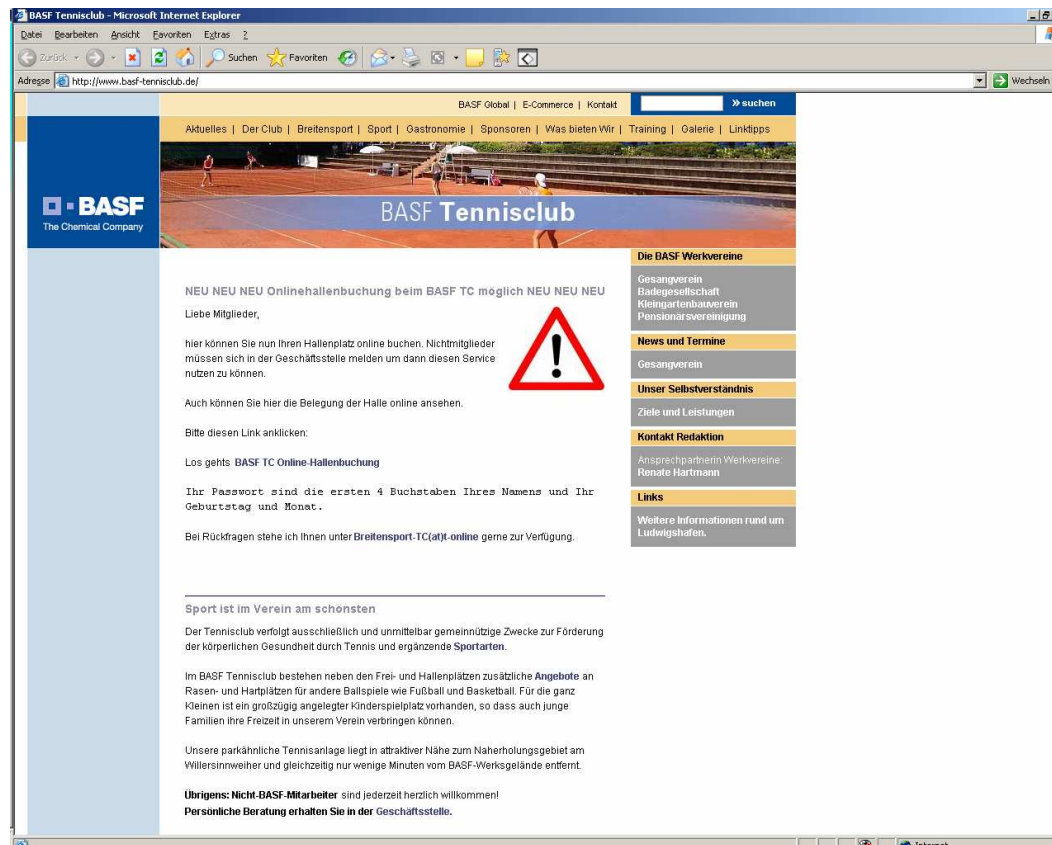 BASF Tennisclub - Microsoft Internet Explorer
Datei Bearbeiten Ansicht Favoriten Extras ?
Zurück Suchen Favoriten
Adresse http://www.basf-tennisclub.de/ Wechseln
BASF Global | E-Commerce | Kontakt » suchen
Aktuelles | Der Club | Breitensport | Sport | Gastronomie | Sponsoren | Was bieten Wir | Training | Galerie | Linktipps
BASF
The Chemical Company
BASF Tennisclub
NEU NEU NEU Onlinehallenbuchung beim BASF TC möglich NEU NEU NEU
Liebe Mitglieder,
hier können Sie nun Ihren Hallenplatz online buchen. Nichtmitglieder
müssen sich in der Geschäftsstelle melden um dann diesen Service
nutzen zu können.
Auch können Sie hier die Belegung der Halle online ansehen.
Bitte diesen Link anklicken:
Los gehts BASF TC Online-Hallenbuchung
Ihr Passwort sind die ersten 4 Buchstaben Ihres Namens und Ihr
Geburtstag und Monat.
Bei Rückfragen stehe ich Ihnen unter Breitensport-TC(at)t-online gerne zur Verfügung.
Sport ist im Verein am schönsten
Der Tennisclub verfolgt ausschließlich und unmittelbar gemeinnützige Zwecke zur Förderung
der körperlichen Gesundheit durch Tennis und ergänzende Sportarten.
Im BASF Tennisclub bestehen neben den Frei- und Hallenplätzen zusätzliche Angebote an
Rasen- und Hartplätzen für andere Ballspiele wie Fußball und Basketball. Für die ganz
Kleinen ist ein großzügig angelegter Kinderspielplatz vorhanden, so dass auch junge
Familien ihre Freizeit in unserem Verein verbringen können.
Unsere parkähnliche Tennisanlage liegt in attraktiver Nähe zum Naherholungsgebiet am
Willersinnweiher und gleichzeitig nur wenige Minuten vom BASF-Werksgelände entfernt.
Übrigens: Nicht-BASF-Mitarbeiter sind jederzeit herzlich willkommen!
Persönliche Beratung erhalten Sie in der Geschäftsstelle.
Die BASF Werkvereine
Gesangverein
Badegesellschaft
Kleingartenbauverein
Pensionärsvereinigung
News und Termine
Gesangverein
Unser Selbstverständnis
Ziele und Leistungen
Kontakt Redaktion
Ansprechpartnerin Werkvereine:
Renate Hartmann
Links
Weitere Informationen rund um
Ludwigshafen.
Internet